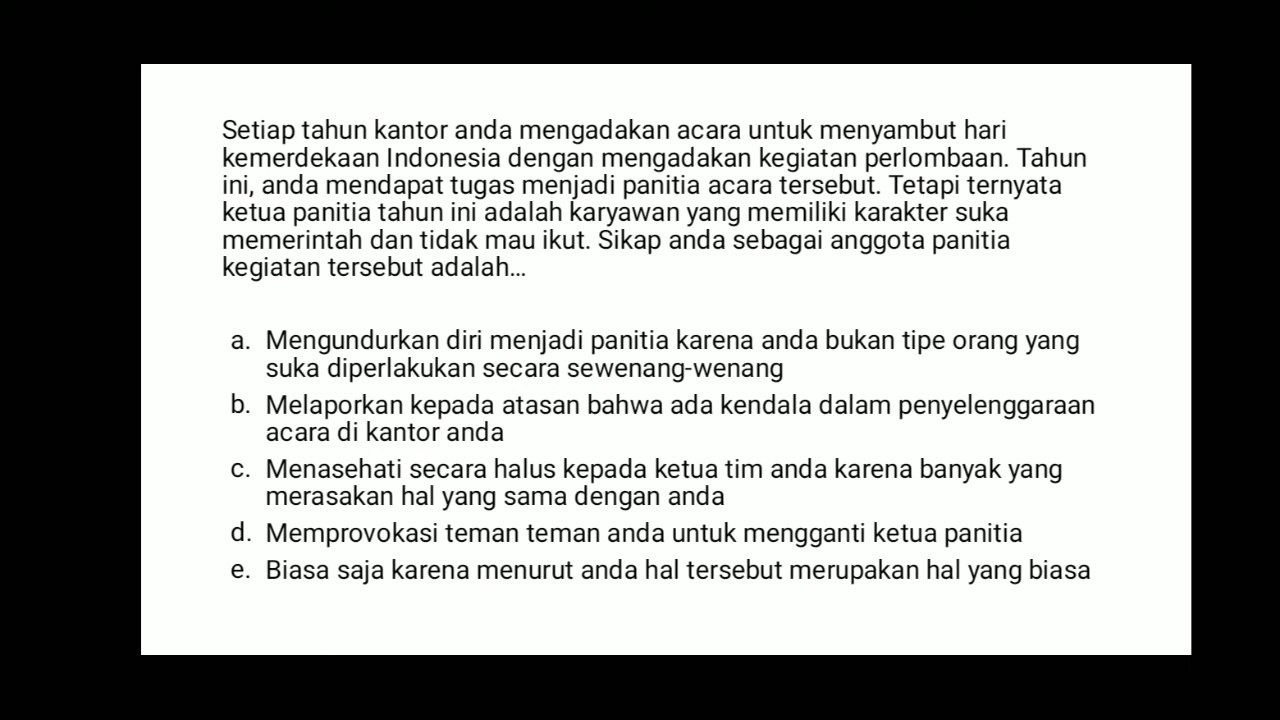 Setiap tahun kantor anda mengadakan acara untuk menyambut hari
kemerdekaan Indonesia dengan mengadakan kegiatan perlombaan. Tahun
ini, anda mendapat tugas menjadi panitia acara tersebut. Tetapi ternyata
ketua panitia tahun ini adalah karyawan yang memiliki karakter suka
memerintah dan tidak mau ikut. Sikap anda sebagai anggota panitia
kegiatan tersebut adalah...
a. Mengundurkan diri menjadi panitia karena anda bukan tipe orang yang
suka diperlakukan secara sewenang-wenang
b. Melaporkan kepada atasan bahwa ada kendala dalam penyelenggaraan
acara di kantor anda
c. Menasehati secara halus kepada ketua tim anda karena banyak yang
merasakan hal yang sama dengan anda
d. Memprovokasi teman teman anda untuk mengganti ketua panitia
e. Biasa saja karena menurut anda hal tersebut merupakan hal yang biasa